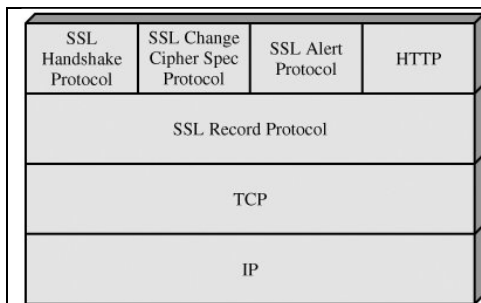 SSL
Handshake
Protocol
SSL Change
Cipher Spec
Protocol
SSL Alert
Protocol
HTTP
SSL Record Protocol
TCP
IP